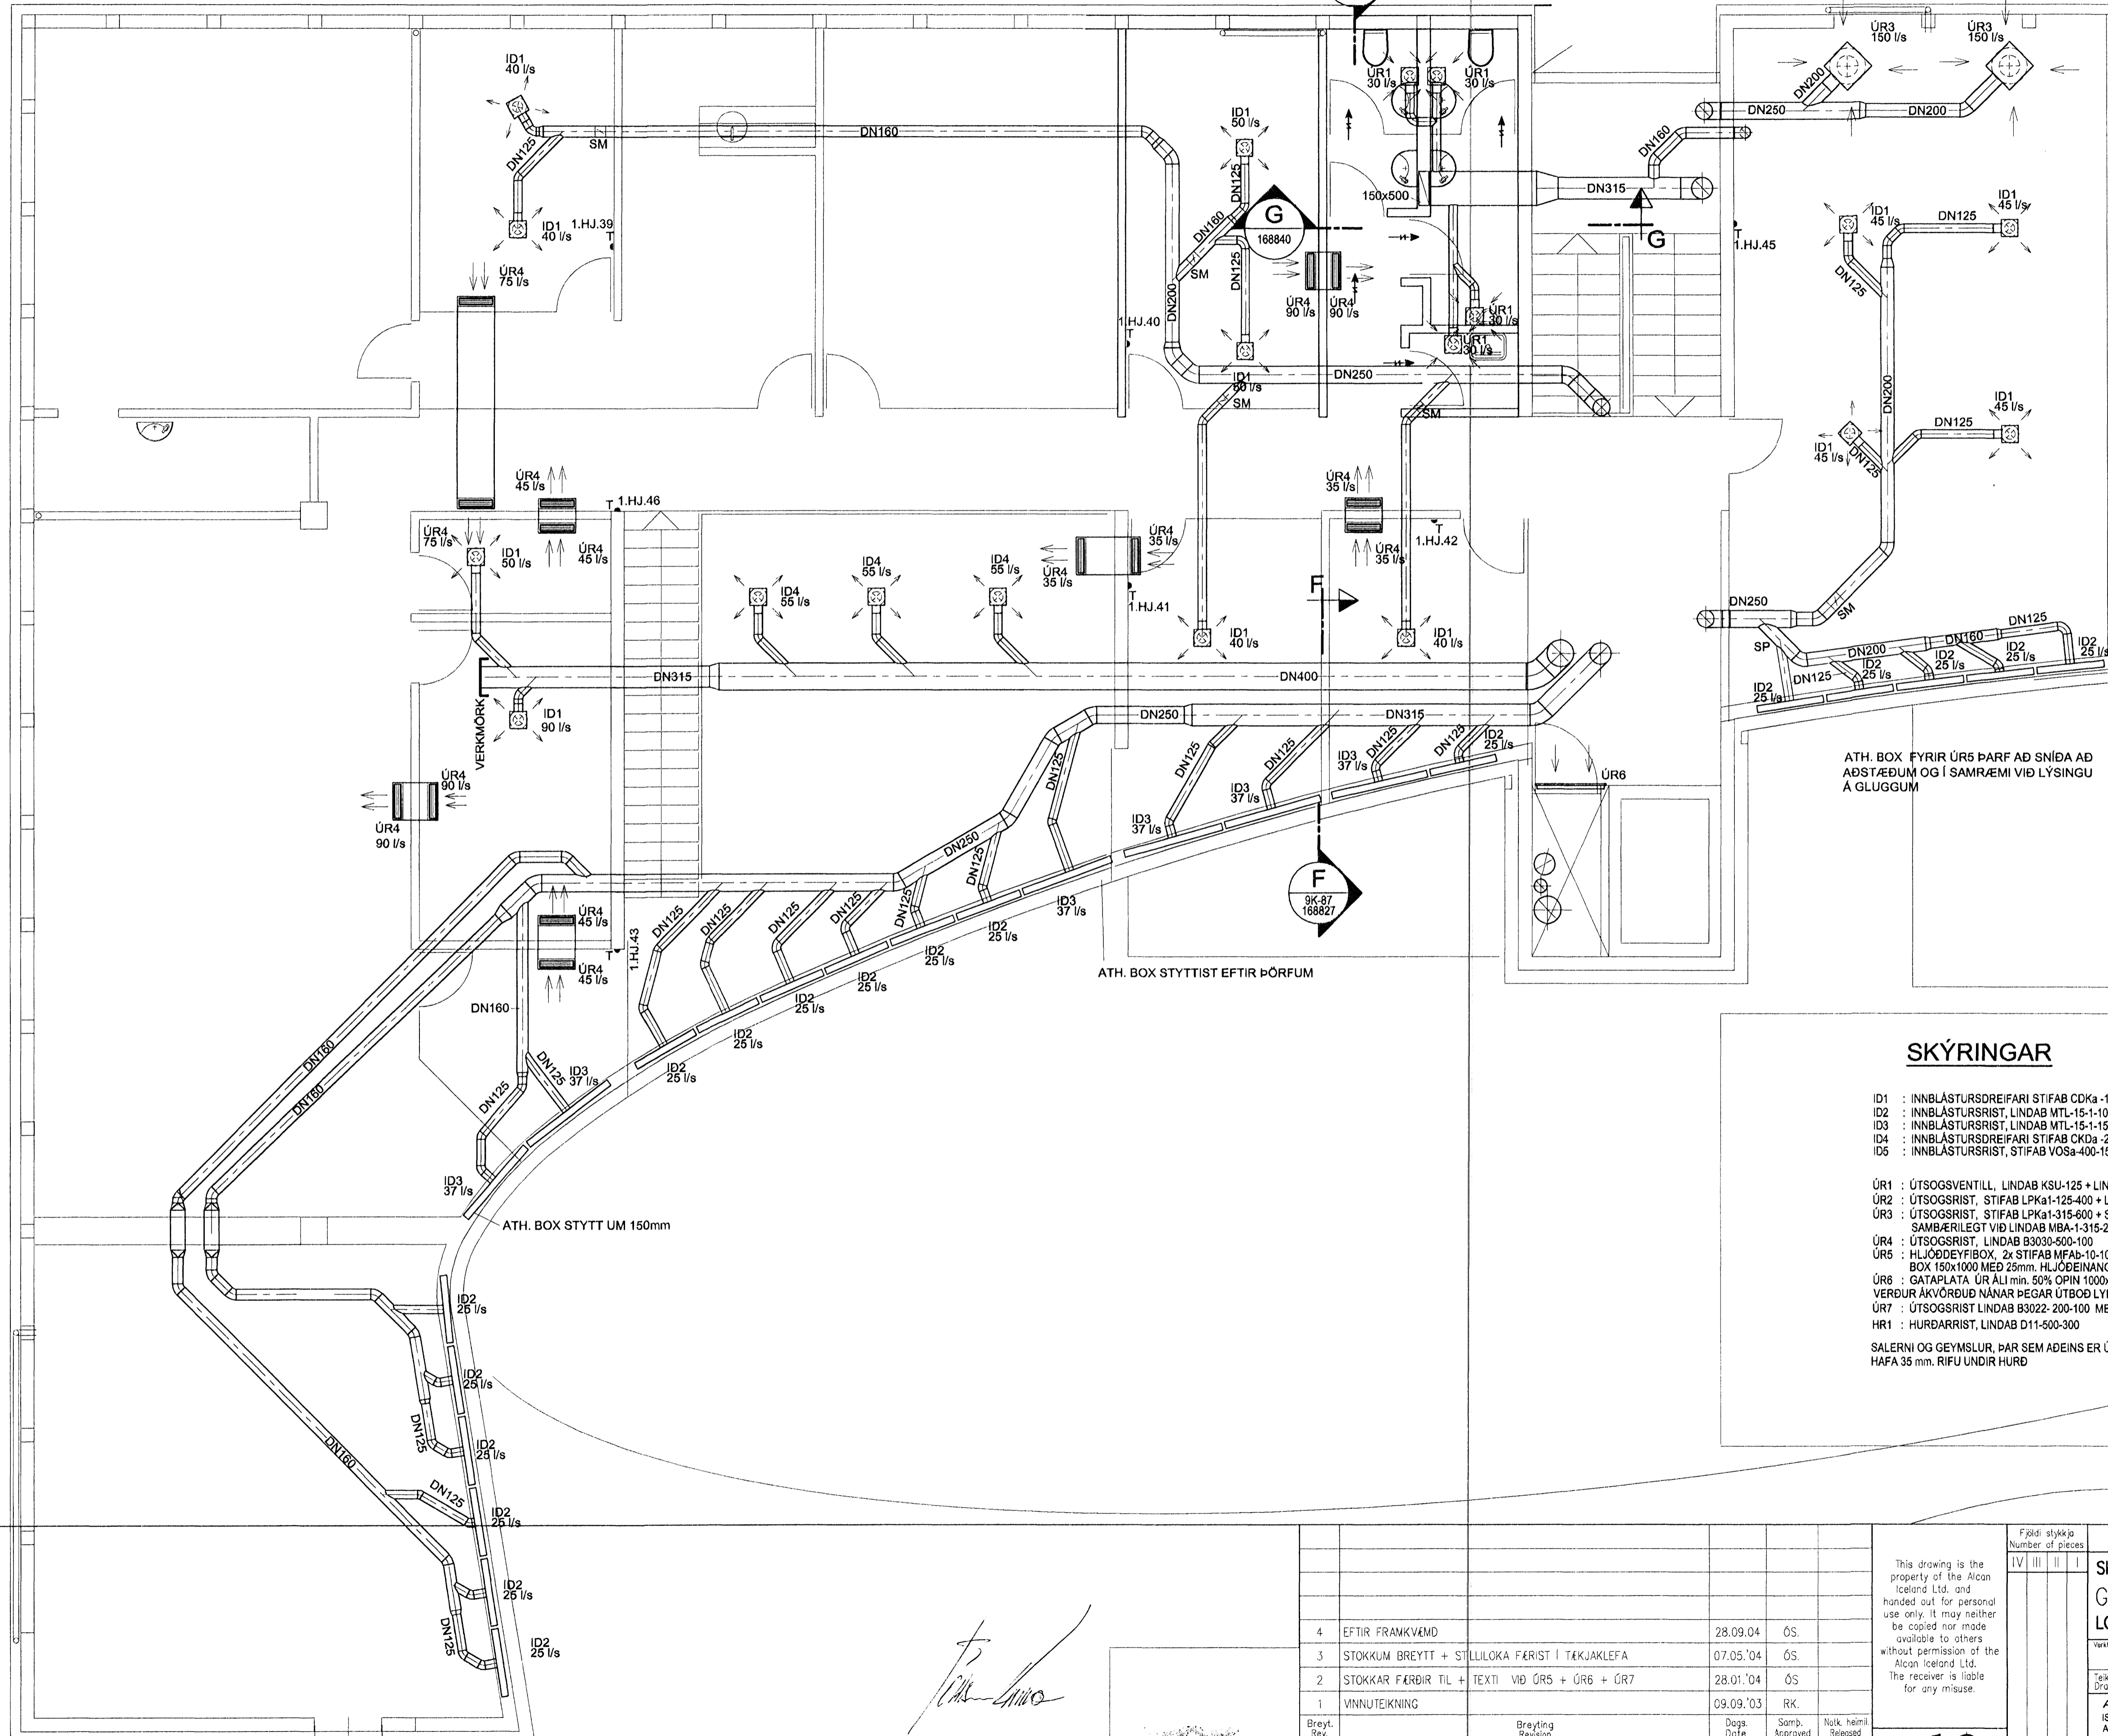 ID1
40 l/s
DN125
SM
DN160
ID1
40 l/s
1.HJ.39
T
ÚR4
75 l/s
ID1
50 l/s
DN125
DN160
G
168840
SM
DN125
DN200
ÚR4
90 l/s
ÚR4
90 l/s
1.HJ.40
T
ID1
50 l/s
SM
DN250
SM
ÚR1
30 l/s
ÚR1
30 l/s
150x500
ÚR1
30 l/s
ÚR1
30 l/s
DN315
DN160
G
ÚR3
150 l/s
ÚR3
150 l/s
DN200
DN250
DN200
T
1.HJ.45
ID1
45 l/s
DN125
ID1
45 l/s
DN125
DN200
ID1
45 l/s
DN125
ID1
45 l/s
DN125
DN250
SM
SP
DN200
DN160
DN125
DN125
ID2
25 l/s
ID2
25 l/s
ID2
25 l/s
ID2
25 l/s
ID2
25 l/s
ÚR4
45 l/s
T
1.HJ.46
ÚR4
45 l/s
ÚR4
75 l/s
ID1
50 l/s
ID4
55 l/s
ID4
55 l/s
ID4
55 l/s
ÚR4
35 l/s
ÚR4
35 l/s
T
1.HJ.41
ÚR4
35 l/s
ÚR4
35 l/s
T
1.HJ.42
F
ID1
40 l/s
ID1
40 l/s
DN315
DN400
VERKMÖRK
ID1
90 l/s
ÚR4
90 l/s
ÚR4
90 l/s
DN250
DN315
DN125
DN125
DN125
DN125
DN125
ID2
25 l/s
ID3
37 l/s
ID3
37 l/s
ID3
37 l/s
ÚR6
ATH. BOX FYRIR ÚR5 ÞARF AÐ SNÍÐA AÐ
AÐSTÆÐUM OG Í SAMRÆMI VIÐ LÝSINGU
Á GLUGGUM
F
9K-87
168827
DN250
DN125
DN125
DN125
DN125
DN125
DN125
ID3
37 l/s
ID2
25 l/s
ID2
25 l/s
ID2
25 l/s
ID2
25 l/s
ID2
25 l/s
ID2
25 l/s
ATH. BOX STYTTIST EFTIR ÞÖRFUM
ÚR4
45 l/s
ÚR4
45 l/s
T
1.HJ.43
DN160
DN125
DN125
ID3
37 l/s
ID3
37 l/s
ATH. BOX STYTT UM 150mm
DN160
DN160
ID2
25 l/s
ID2
25 l/s
DN125
ID2
25 l/s
DN160
DN125
ID2
25 l/s
ID2
25 l/s
DN125
ID2
25 l/s
SKÝRINGAR
ID1 : INNBLÁSTURSDREIFARI STIFAB CDKa -1
ID2 : INNBLÁSTURSRIST, LINDAB MTL-15-1-10
ID3 : INNBLÁSTURSRIST, LINDAB MTL-15-1-15
ID4 : INNBLÁSTURSDREIFARI STIFAB CKDa -2
ID5 : INNBLÁSTURSRIST, STIFAB VOSa-400-15
ÚR1 : ÚTSOGSVENTILL, LINDAB KSU-125 + LIN
ÚR2 : ÚTSOGSRIST, STIFAB LPKa1-125-400 + L
ÚR3 : ÚTSOGSRIST, STIFAB LPKa1-315-600 + S
SAMBÆRILEGT VIÐ LINDAB MBA-1-315-2
ÚR4 : ÚTSOGSRIST, LINDAB B3030-500-100
ÚR5 : HLJÓÐDEYFIBOX, 2x STIFAB MFAb-10-10
BOX 150x1000 MEÐ 25mm. HLJÓÐEINANG
ÚR6 : GATAPLATA ÚR ÁLI min. 50% OPIN 1000x
VERÐUR ÁKVÖRÐUÐ NÁNAR ÞEGAR ÚTBOÐ LY
ÚR7 : ÚTSOGSRIST LINDAB B3022- 200-100 ME
HR1 : HURÐARRIST, LINDAB D11-500-300
SALERNI OG GEYMSLUR, ÞAR SEM AÐEINS ER Ú
HAFA 35 mm. RIFU UNDIR HURÐ
4 EFTIR FRAMKVÆMD 28.09.04 ÓS.
3 STOKKUM BREYTT + STILLILOKA FÆRIST Í TÆKJAKLEFA 07.05.'04 ÓS.
2 STOKKAR FÆRÐIR TIL + TEXTI VIÐ ÚR5 + ÚR6 + ÚR7 28.01.'04 ÓS
1 VINNUTEIKNING 09.09.'03 RK.
Breyt. Breyting Dags. Samþ. Notk. heimil.
Rev. Revision Date Approved Released
This drawing is the
property of the Alcan
Iceland Ltd. and
handed out for personal
use only. It may neither
be copied nor made
available to others
without permission of the
Alcan Iceland Ltd.
The receiver is liable
for any misuse.
Fjöldi stykkja
Number of pieces
IV III II I